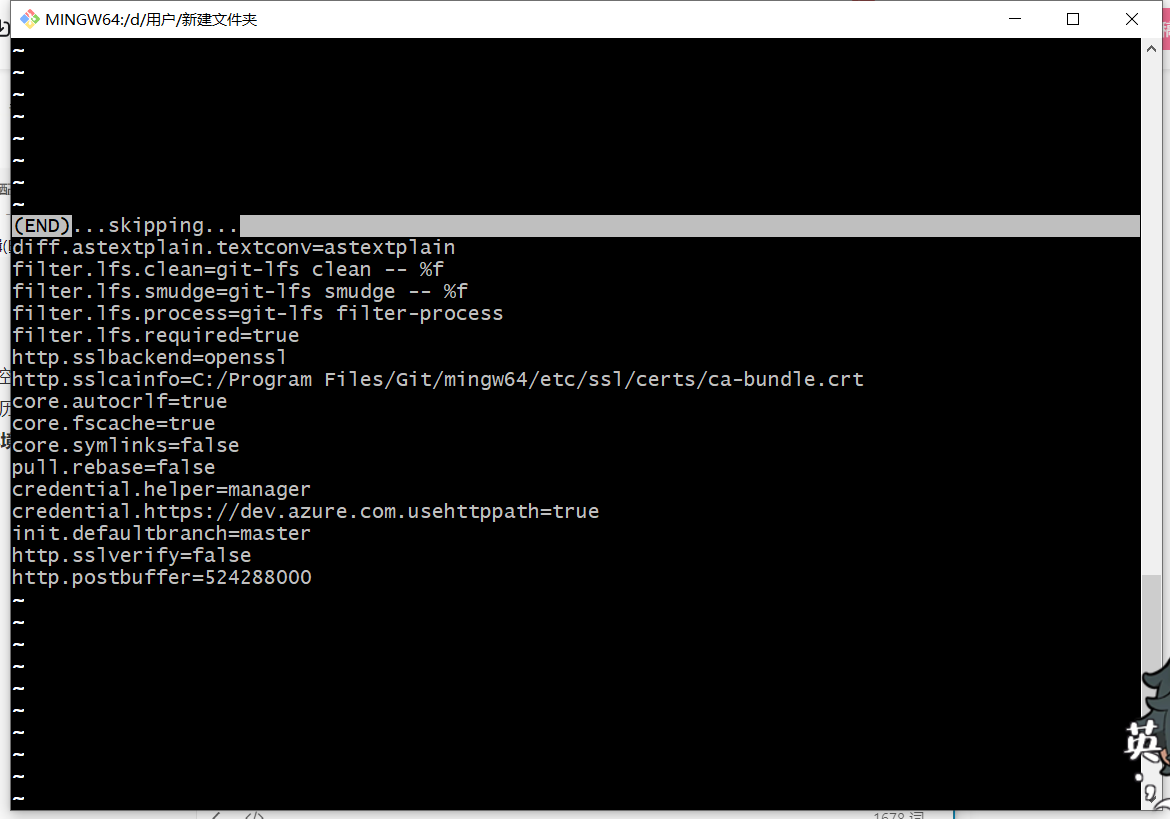 MINGW64:/d/用户/新建文件夹
~
~
~
~
~
~
~
~
(END)...skipping...
diff.astextplain.textconv=astextplain
filter.lfs.clean=git-lfs clean -- %f
filter.lfs.smudge=git-lfs smudge -- %f
filter.lfs.process=git-lfs filter-process
filter.lfs.required=true
http.sslbackend=openssl
http.sslcainfo=C:/Program Files/Git/mingw64/etc/ssl/certs/ca-bundle.crt
core.autocrlf=true
core.fscache=true
core.symlinks=false
pull.rebase=false
credential.helper=manager
credential.https://dev.azure.com.usehttppath=true
init.defaultbranch=master
http.sslverify=false
http.postbuffer=524288000
~
~
~
~
~
~
~
~
~
~
英
1678 词